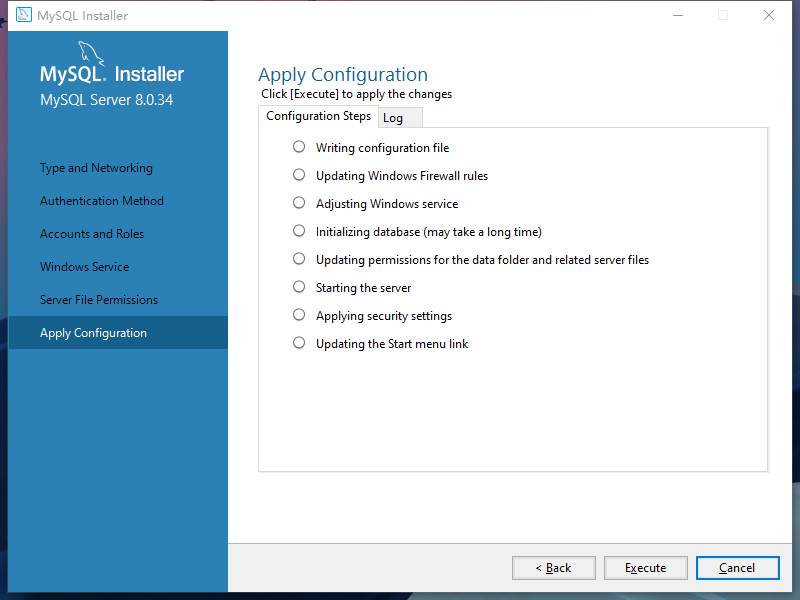 MySQL Installer
MySQL. Installer
MySQL Server 8.0.34
Type and Networking
Authentication Method
Accounts and Roles
Windows Service
Server File Permissions
Apply Configuration
Apply Configuration
Click [Execute] to apply the changes
Configuration Steps Log
Writing configuration file
Updating Windows Firewall rules
Adjusting Windows service
Initializing database (may take a long time)
Updating permissions for the data folder and related server files
Starting the server
Applying security settings
Updating the Start menu link
< Back Execute Cancel